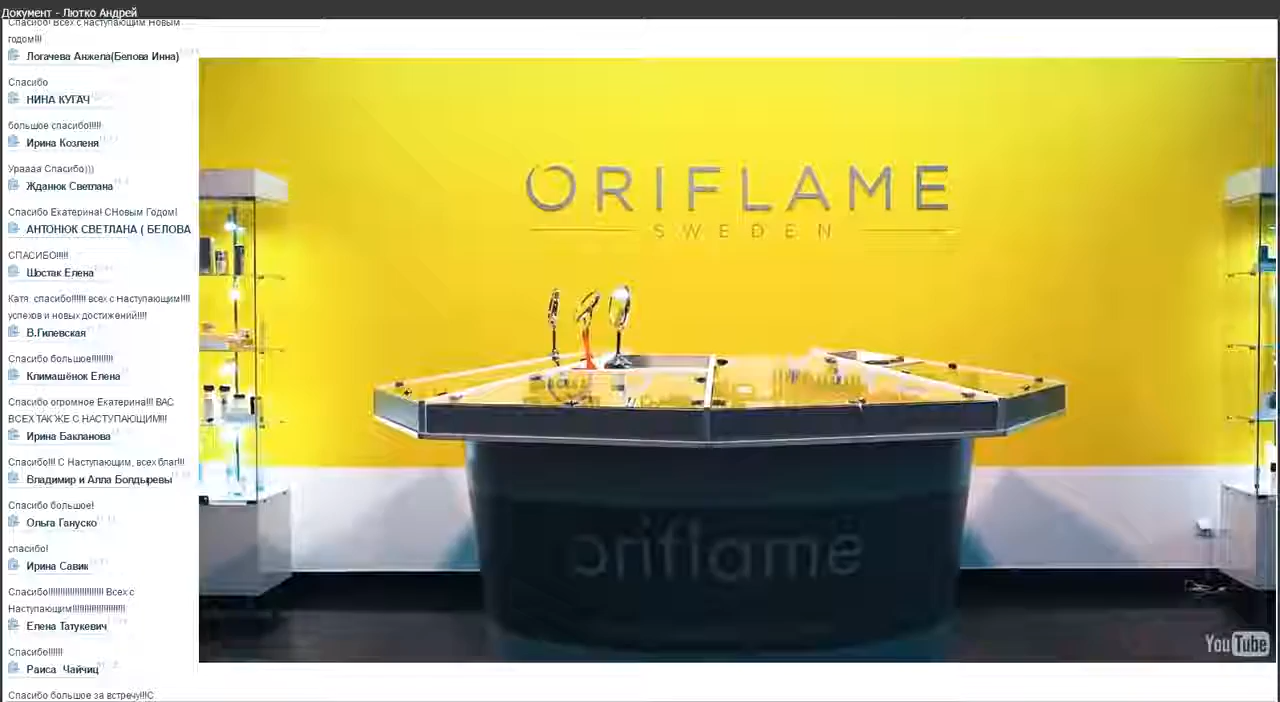 Документ - Лютко Андрей
Спасибо! Всех с наступающим Новым
годом!!!
Логачева Анжела(Белова Инна)
Спасибо
НИНА КУГАЧ
большое спасибо!!!!!
Ирина Козленя
Ураааа Спасибо)))
Жданюк Светлана
Спасибо Екатерина! СНовым Годом!
АНТОНЮК СВЕТЛАНА ( БЕЛОВА
СПАСИБО!!!!!
Шостак Елена
Катя спасибо!!!!!! всех с Наступающим!!!!
успехов и новых достижений!!!!
В.Гилевская
Спасибо большое!!!!!!!!!
Климашёнок Елена
Спасибо огромное Екатерина!!! ВАС
ВСЕХ ТАК ЖЕ С НАСТУПАЮЩИМ!!!
Ирина Бакланова
Спасибо!!! С Наступающим, всех благ!!!
Владимир и Алла Болдыревы
Спасибо большое!
Ольга Гануско
спасибо!
Ирина Савик
Спасибо!!!!!!!!!!!!!!!!!!!!!!! Всех с
Наступающим!!!!!!!!!!!!!!!!!!!!!!
Елена Татукевич
Спасибо!!!!!!
Раиса Чайчиц
Спасибо большое за встречу!!!С
ORIFLAME
SWEDEN
oriflame
YouTube